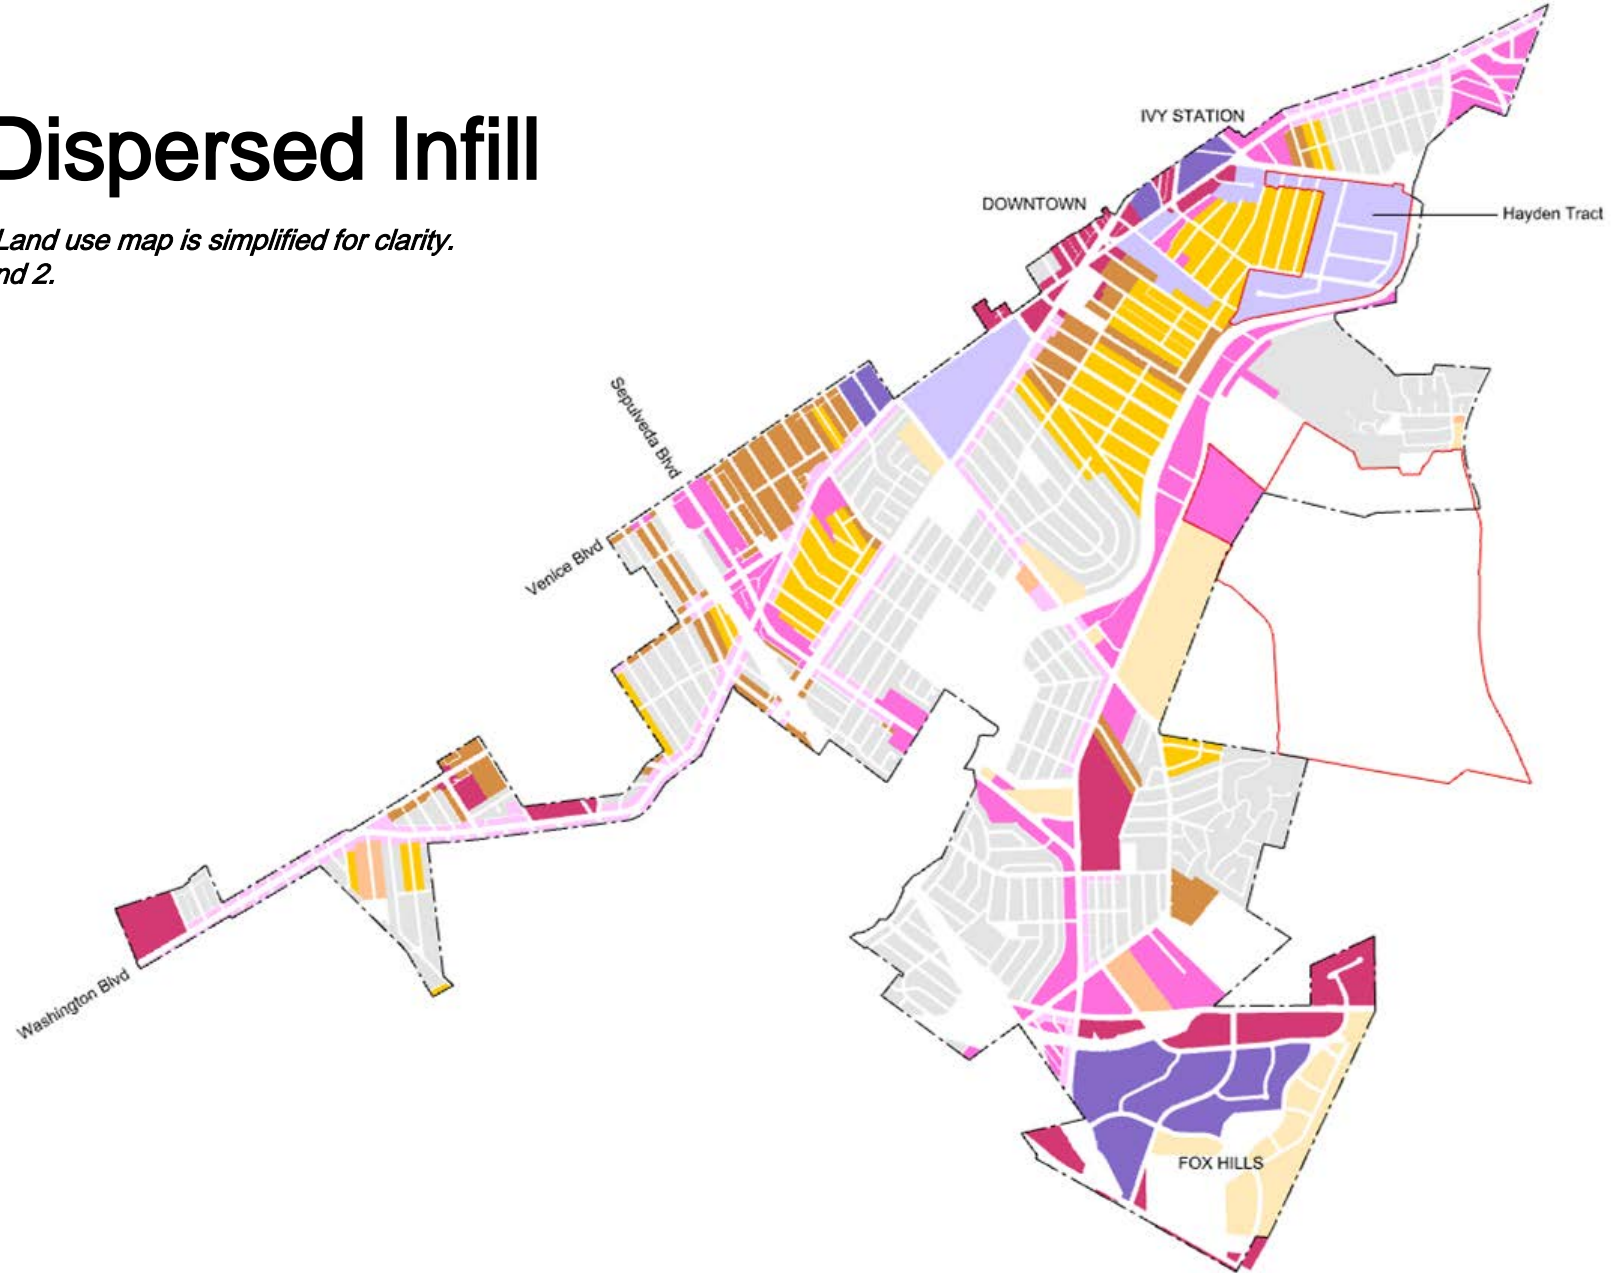 Dispersed Infill
Land use map is simplified for clarity.
nd 2.
IVY STATION
DOWNTOWN
Hayden Tract
Sepulveda Blvd
Venice Blvd
Washington Blvd
FOX HILLS